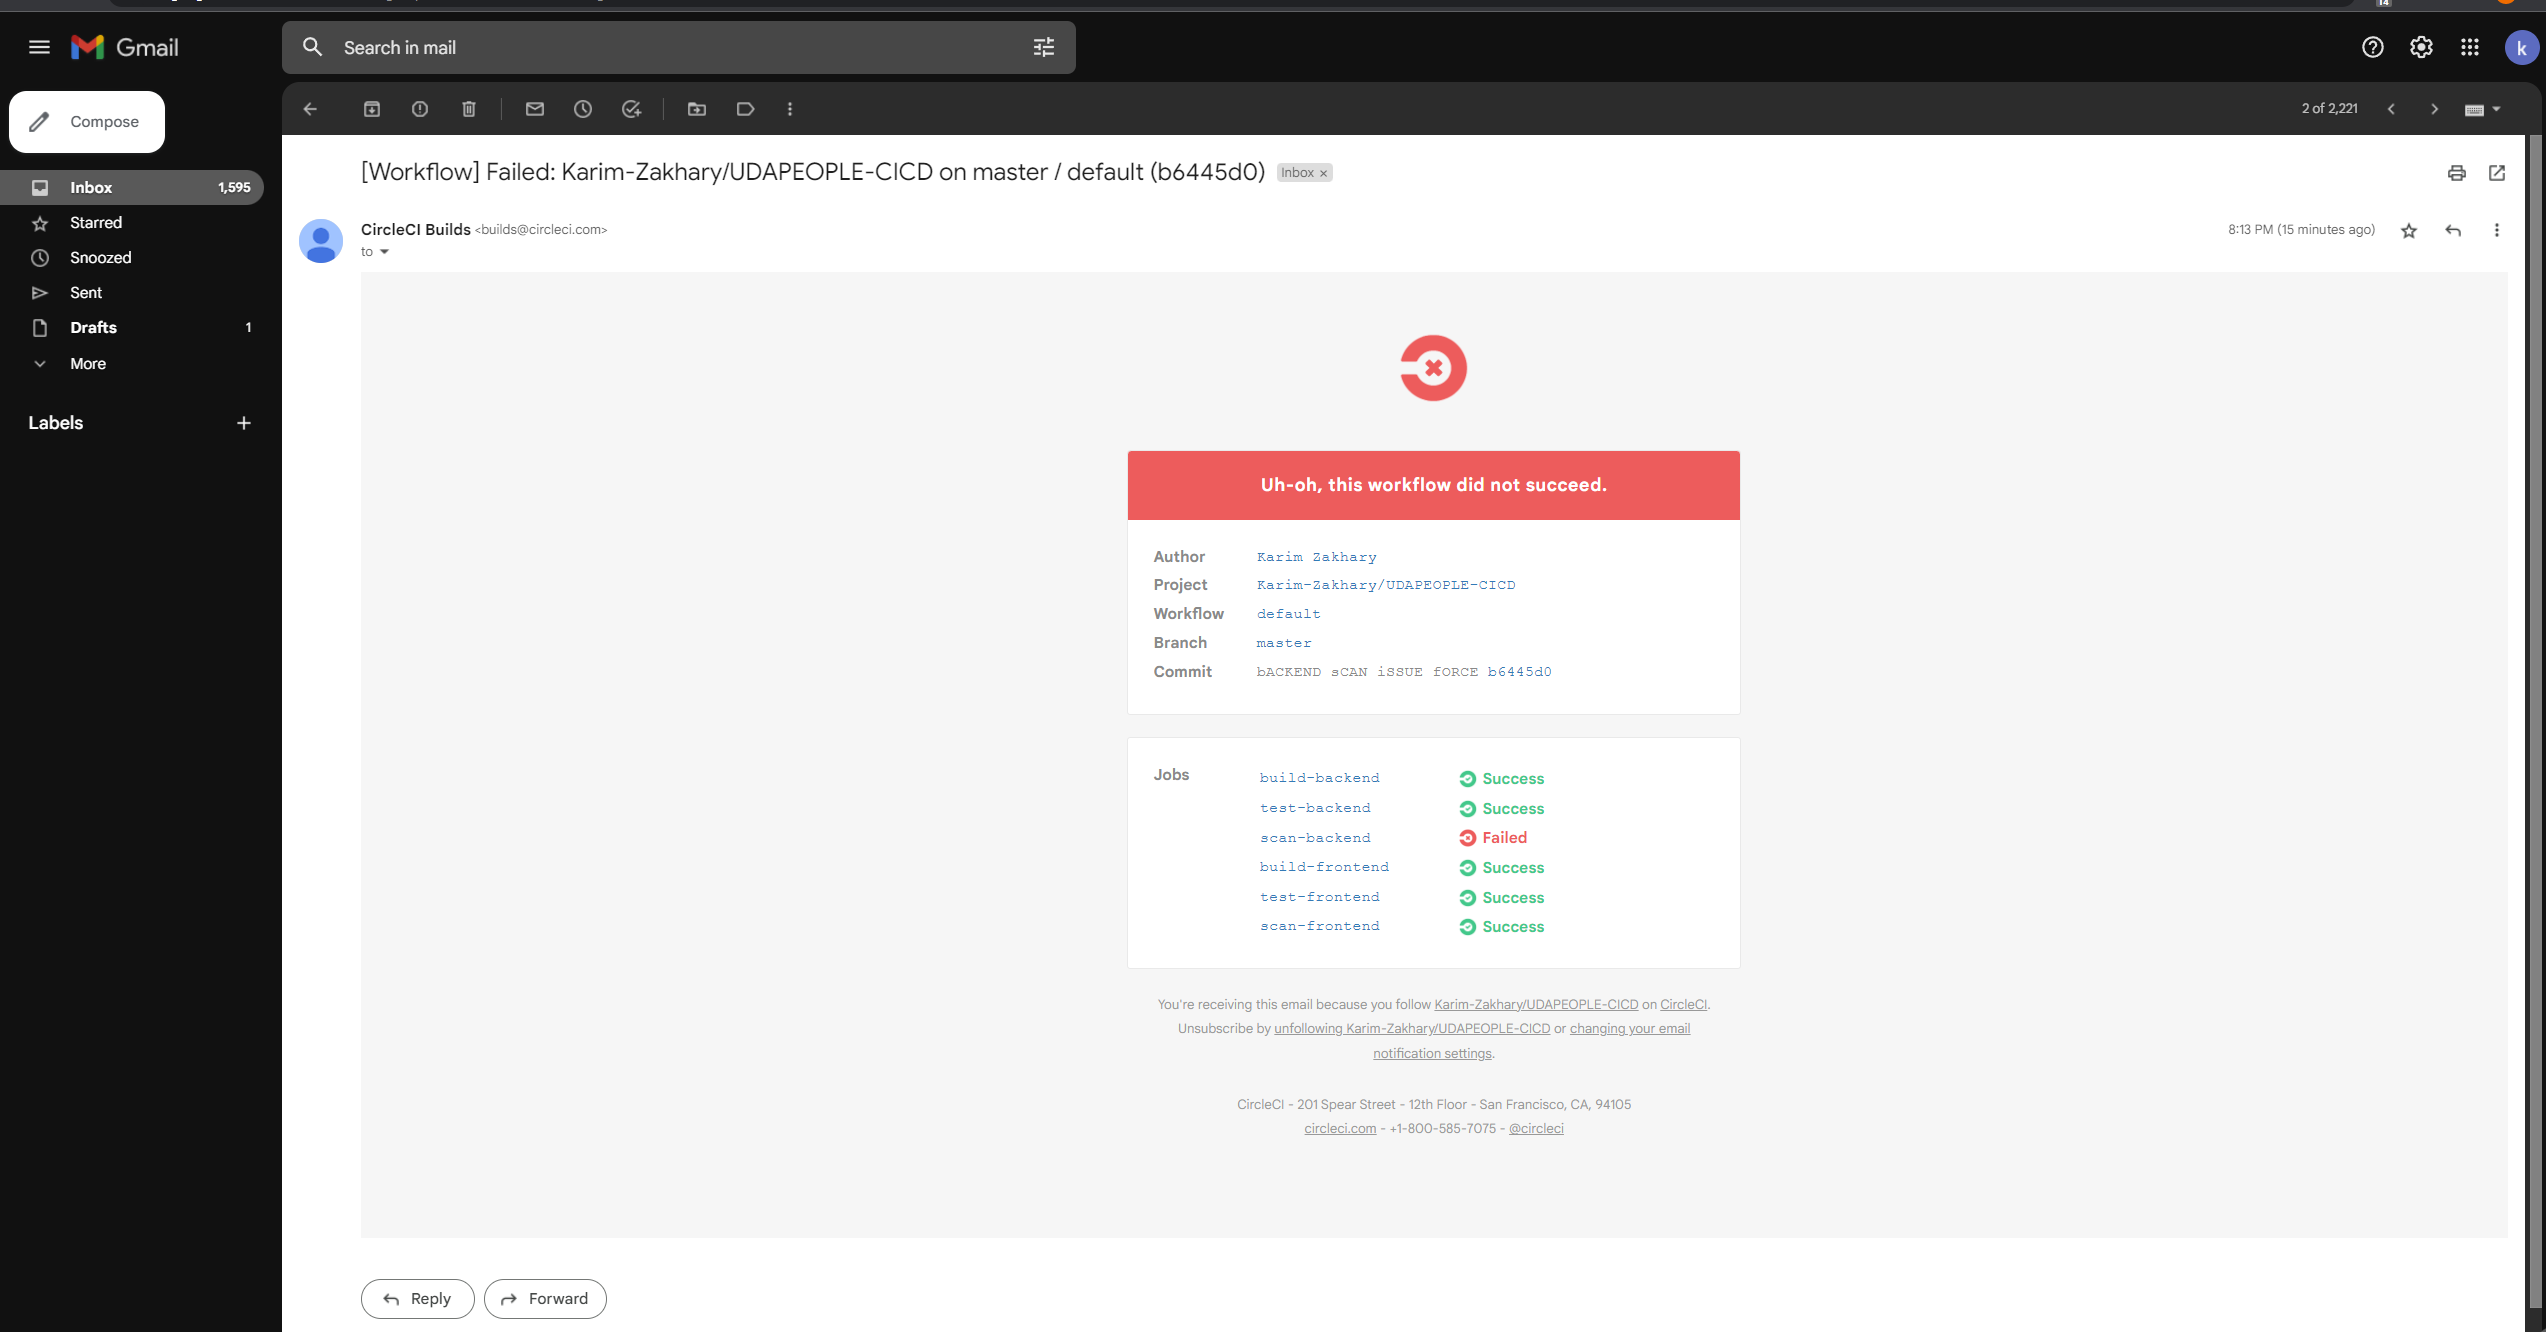 14
Gmail
Search in mail
k
Compose
2 of 2,221
Inbox 1,595
Starred
Snoozed
Sent
Drafts 1
More
Labels
[Workflow] Failed: Karim-Zakhary/UDAPEOPLE-CICD on master / default (b6445d0) Inbox ×
CircleCI Builds <builds@circleci.com>
8:13 PM (15 minutes ago)
to
Uh-oh, this workflow did not succeed.
Author Karim Zakhary
Project Karim-Zakhary/UDAPEOPLE-CICD
Workflow default
Branch master
Commit bACKEND sCAN iSSUE fORCE b6445d0
Jobs build-backend Success
test-backend Success
scan-backend Failed
build-frontend Success
test-frontend Success
scan-frontend Success
You're receiving this email because you follow Karim-Zakhary/UDAPEOPLE-CICD on CircleCI.
Unsubscribe by unfollowing Karim-Zakhary/UDAPEOPLE-CICD or changing your email
notification settings.
CircleCI - 201 Spear Street - 12th Floor - San Francisco, CA, 94105
circleci.com - +1-800-585-7075 - @circleci
Reply
Forward